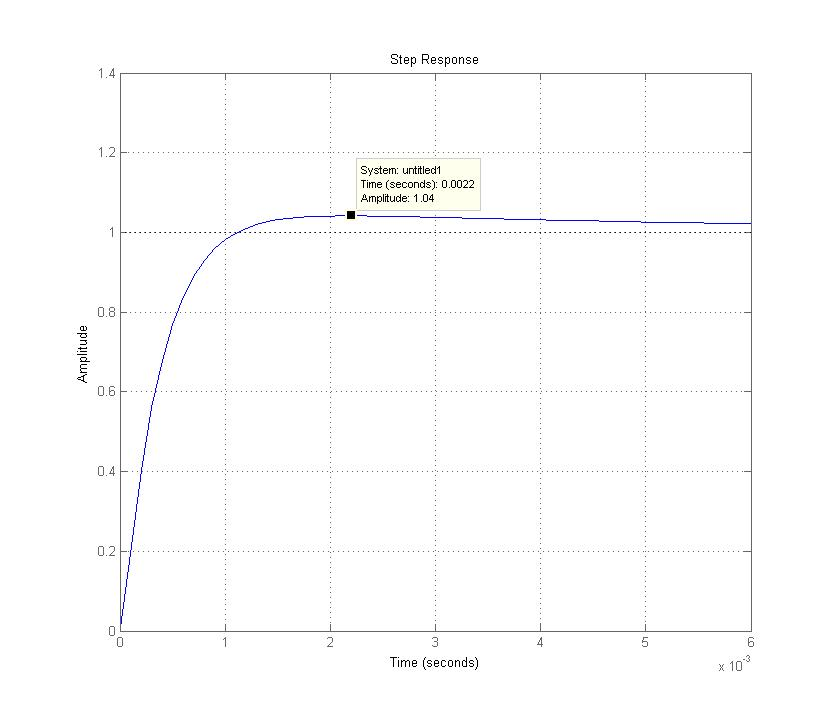 Step Response
1.4
1.2
System: untitled1
Time (seconds): 0.0022
Amplitude: 1.04
1
0.8
0.6
0.4
0.2
0
Amplitude
0 1 2 3 4 5 6
Time (seconds)
x 10^-3